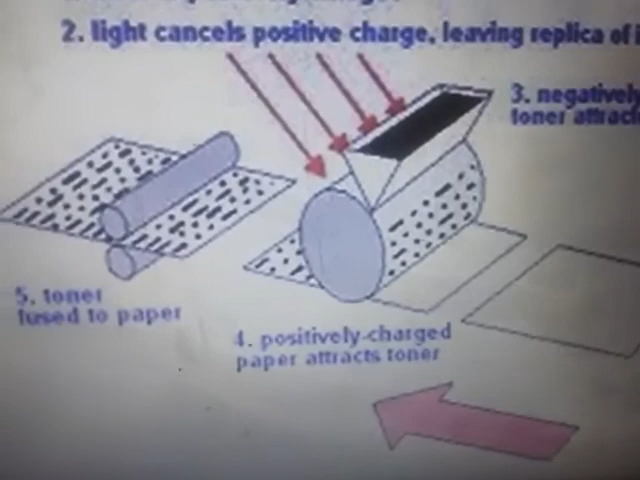 2. light cancels positive charge, leaving replica of
3. negatively
toner attract
5. toner
fused to paper
4. positively-charged
paper attracts toner